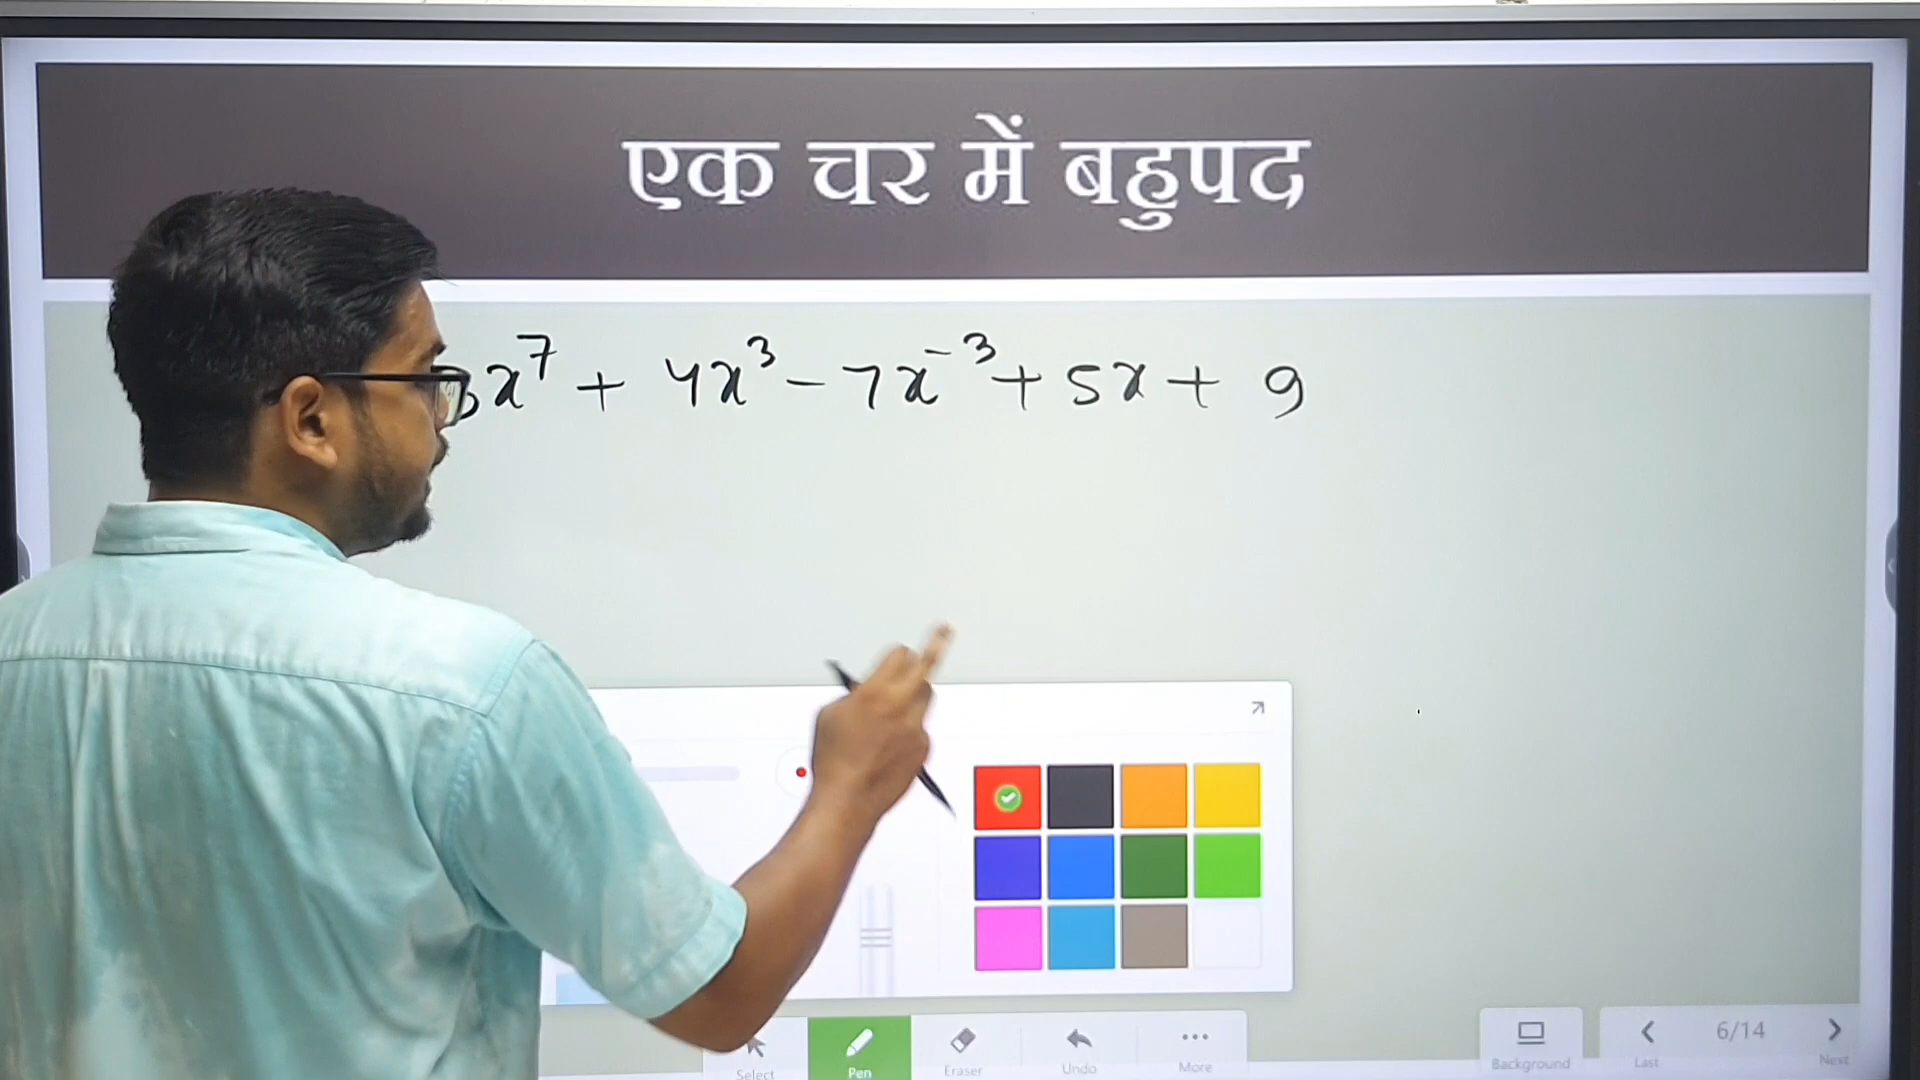 एक चर में बहुपद
3x⁷ + 4x³ - 7x⁻³ + 5x + 9
Select Pen Eraser Undo More
Background
Last 6/14 Next